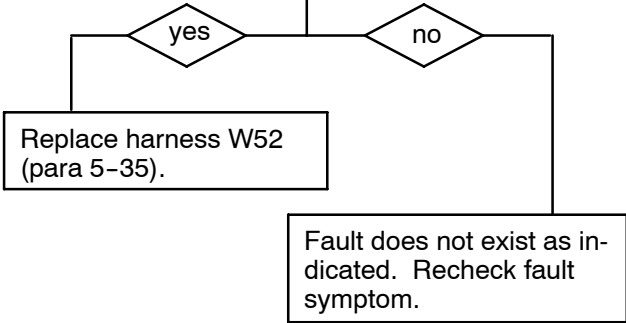 yes
no
Replace harness W52
(para 5-35).
Fault does not exist as in-
dicated. Recheck fault
symptom.